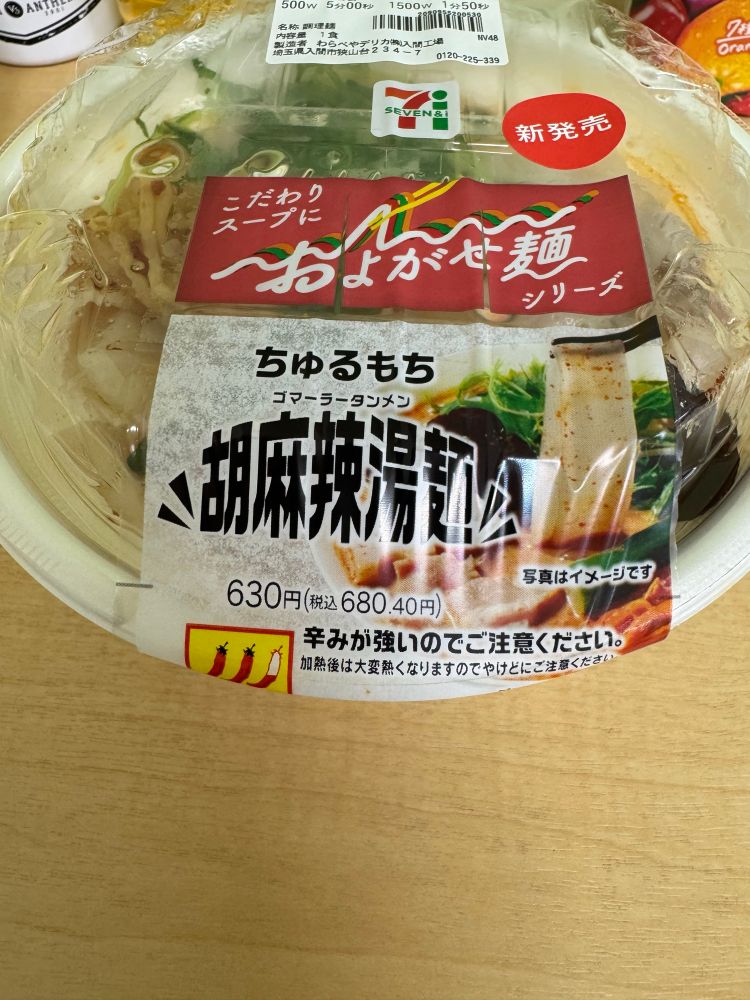 ANTHE
500W 5分00秒 1500W 1分50秒
名称 調理麺
内容量 1食
製造者 わらべやデリカ㈱入間工場
埼玉県入間市狭山台234-7
0120-225-339
NV48
7種
Oran
7i
SEVEN&i
新発売
こだわり
スープに
およがせ麺
シリーズ
ちゅるもち
ゴマーラータンメン
胡麻辣湯麺
写真はイメージです
630円(税込680.40円)
辛みが強いのでご注意ください。
加熱後は大変熱くなりますのでやけどにご注意ください